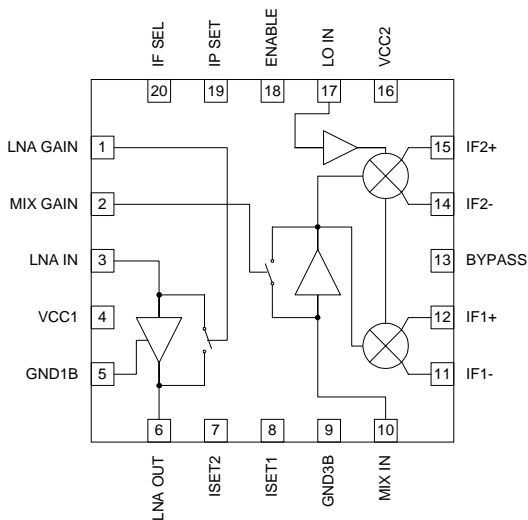 IF SEL
IP SET
ENABLE
LO IN
VCC2
20
19
18
17
16
LNA GAIN
1
15
IF2+
MIX GAIN
2
14
IF2-
LNA IN
3
13
BYPASS
VCC1
4
12
IF1+
GND1B
5
11
IF1-
6
7
8
9
10
LNA OUT
ISET2
ISET1
GND3B
MIX IN